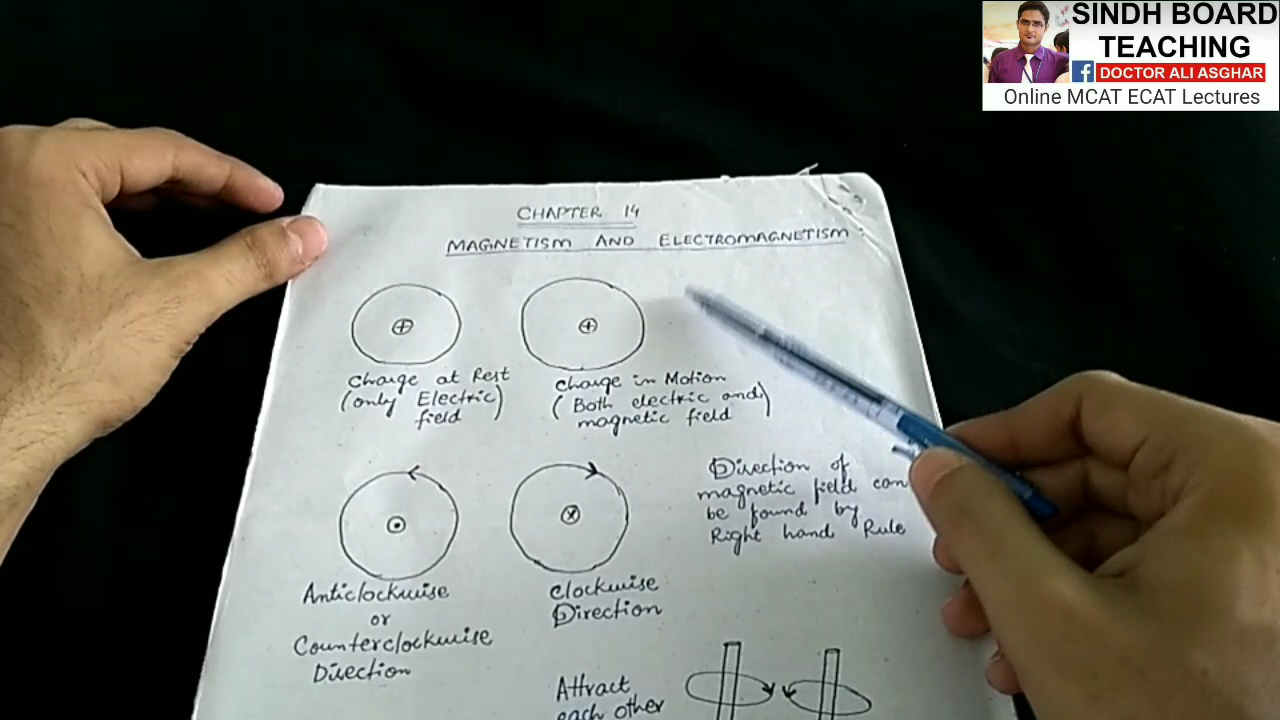 SINDH BOARD
TEACHING
DOCTOR ALI ASGHAR
Online MCAT ECAT Lectures
CHAPTER 14
MAGNETISM AND ELECTROMAGNETISM :
Charge at Rest
(only Electric)
field
Charge in Motion
(Both electric and)
magnetic field
Direction of
magnetic field can
be found by
Right hand Rule
Anticlockwise
or
Counterclockwise
Direction
Clockwise
Direction
Attract
each other